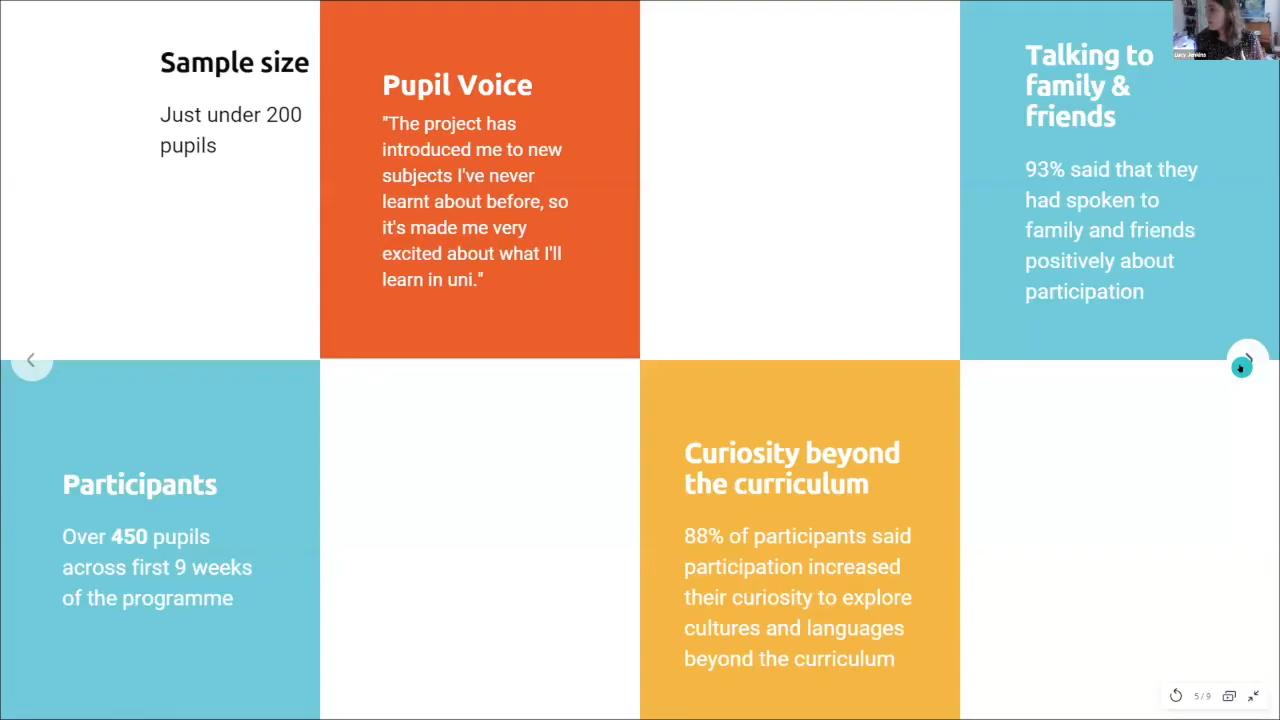 Sample size
Just under 200
pupils
Pupil Voice
"The project has
introduced me to new
subjects I've never
learnt about before, so
it's made me very
excited about what I'll
learn in uni."
Talking to
family &
friends
93% said that they
had spoken to
family and friends
positively about
participation
Lucy Jenkins
Participants
Over 450 pupils
across first 9 weeks
of the programme
Curiosity beyond
the curriculum
88% of participants said
participation increased
their curiosity to explore
cultures and languages
beyond the curriculum
5 / 9